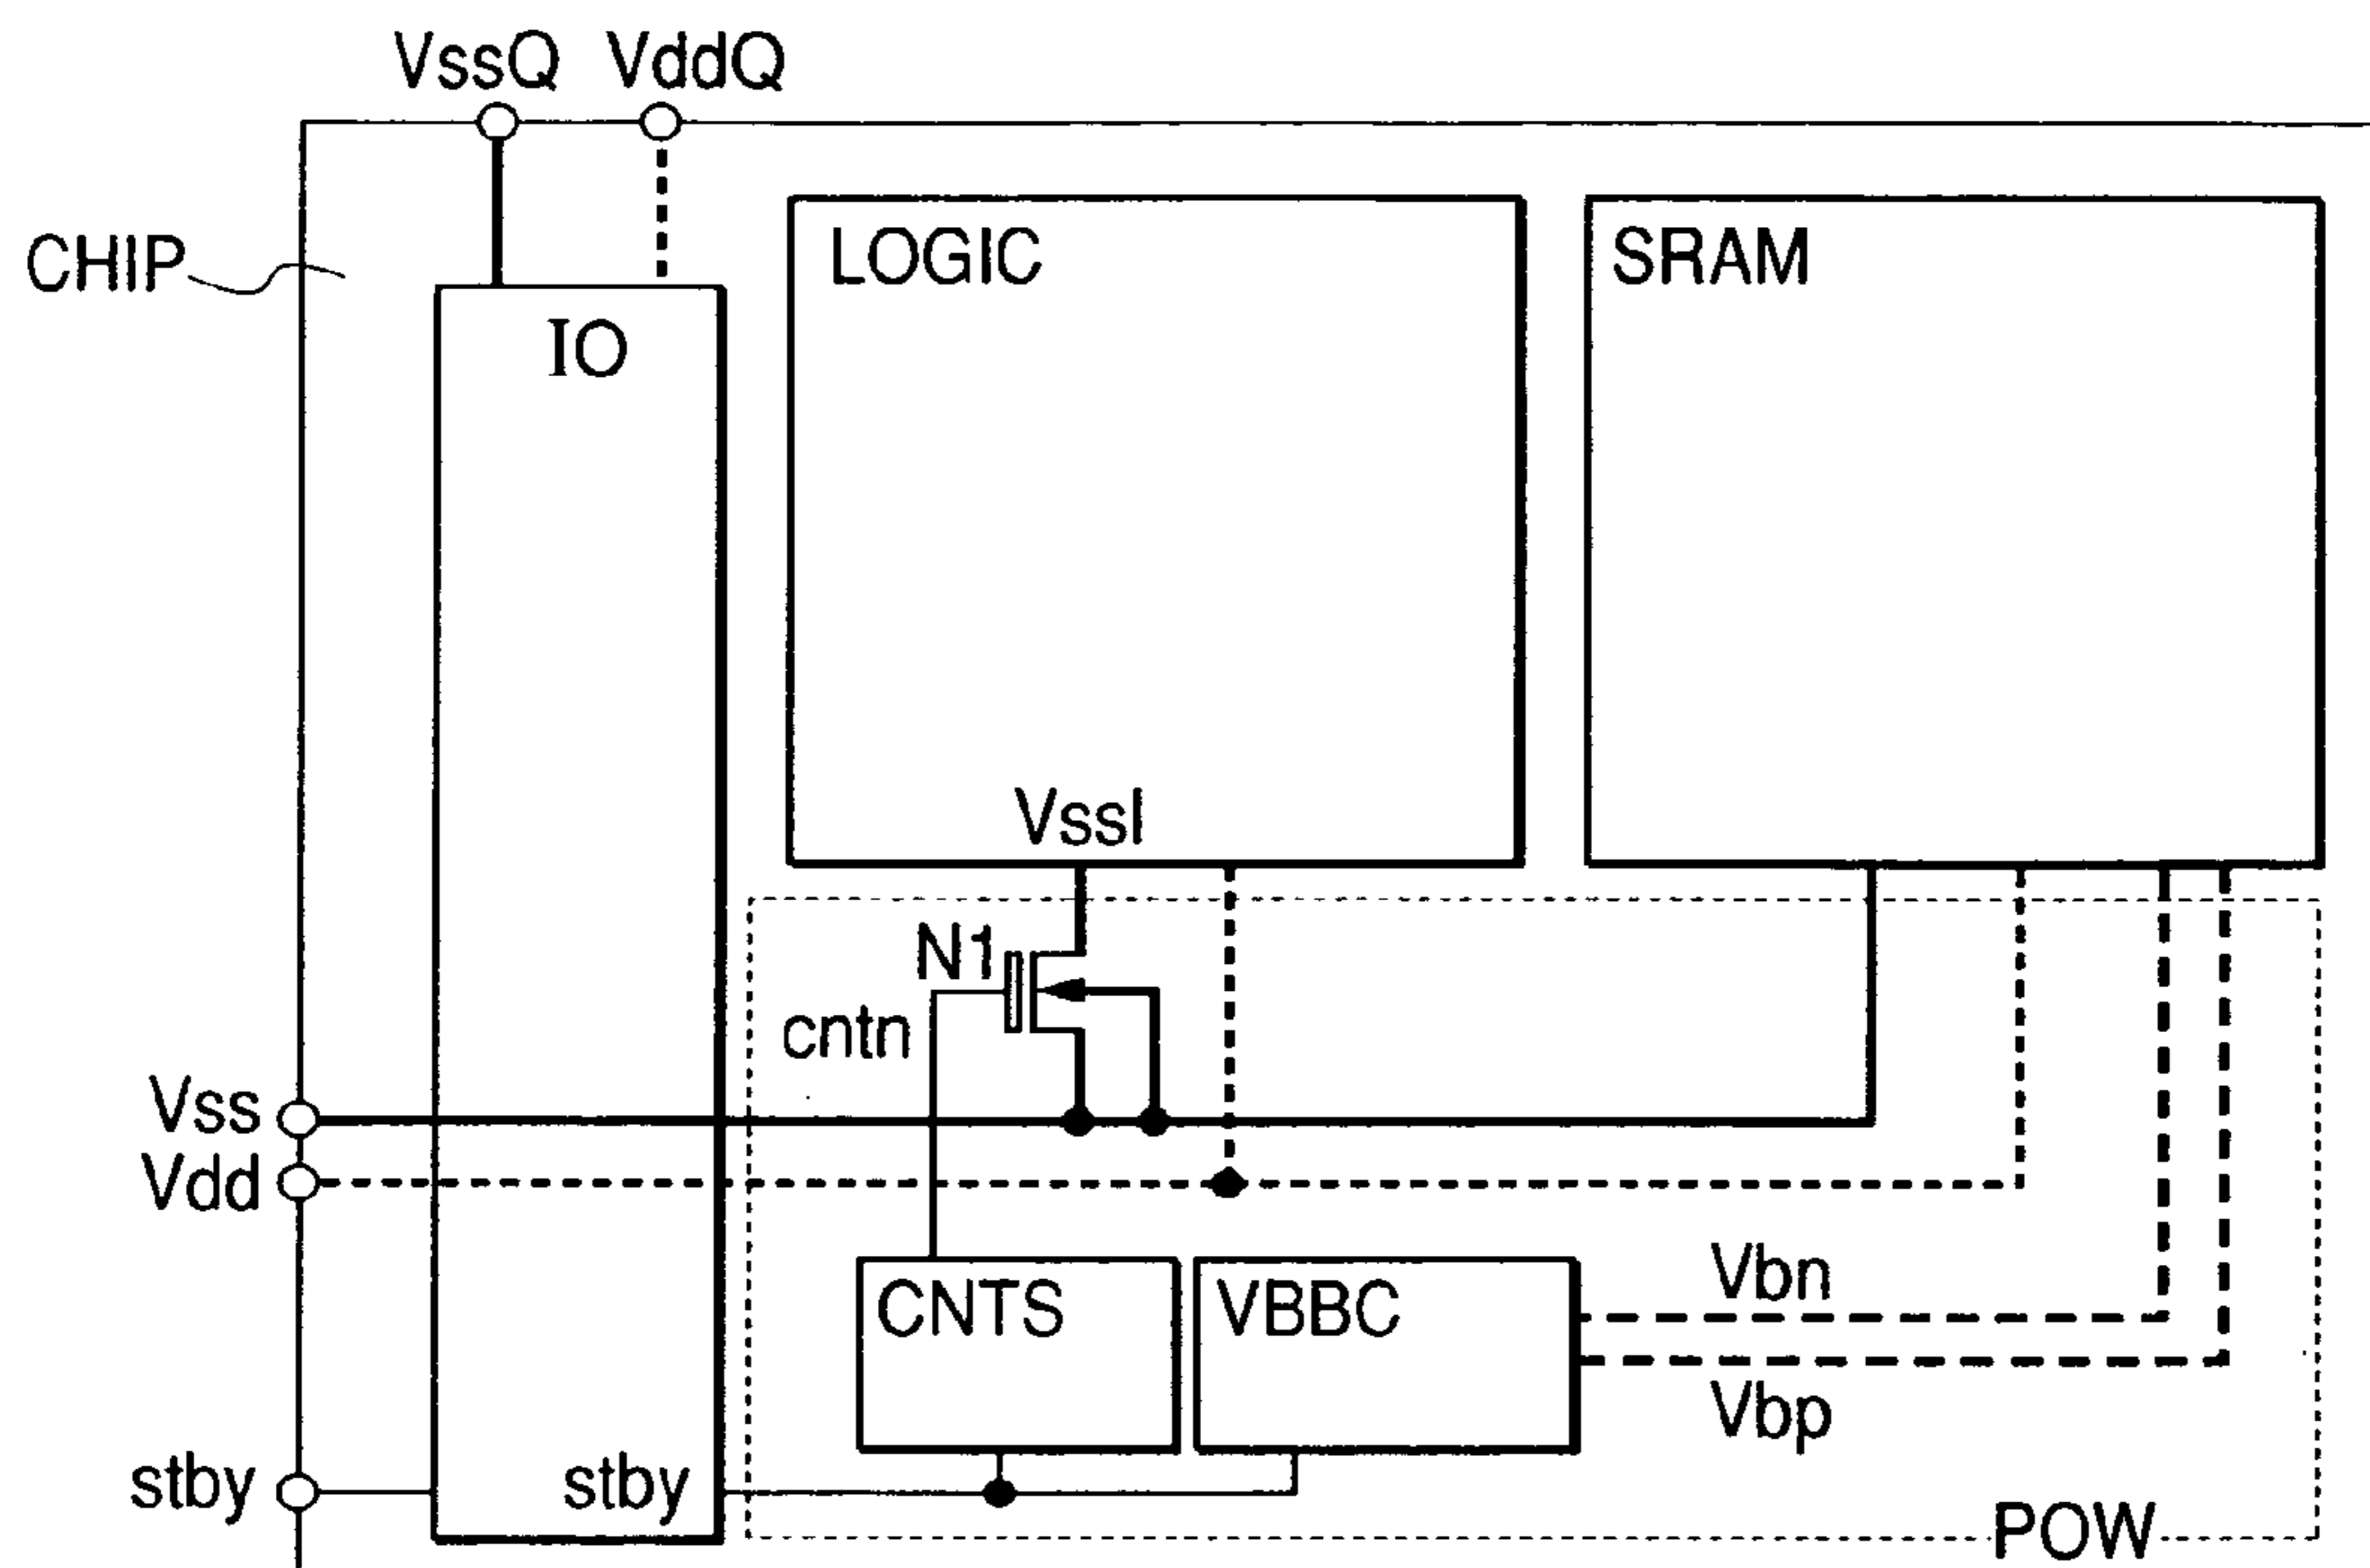 VssQ VddQ
CHIP
IO
LOGIC
SRAM
Vssl
N1
cntn
Vss
Vdd
CNTS
VBBC
Vbn
Vbp
stby
stby
POW